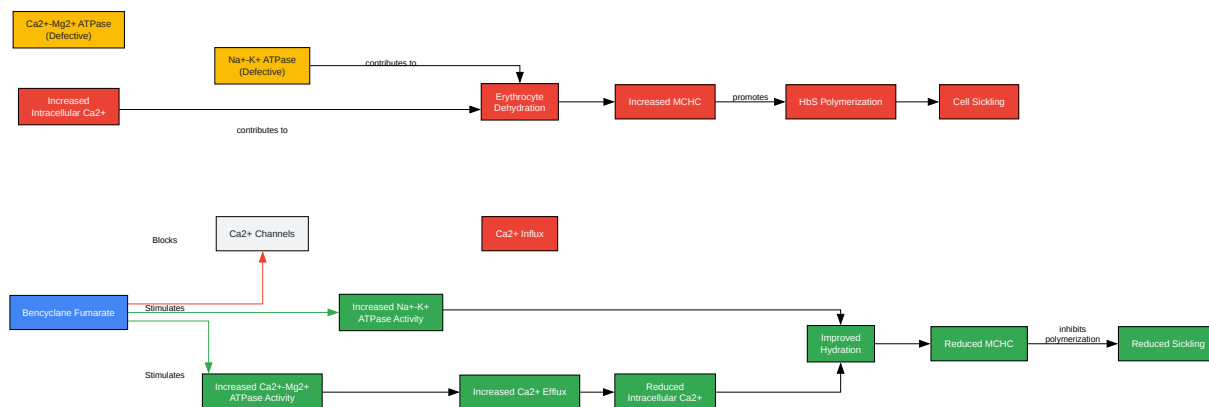 Ca2+-Mg2+ ATPase
(Defective)
Na+-K+ ATPase
(Defective)
contributes to
Increased
Intracellular Ca2+
contributes to
Erythrocyte
Dehydration
Increased MCHC
promotes
HbS Polymerization
Cell Sickling
Blocks
Ca2+ Channels
Ca2+ Influx
Bencyclane Fumarate
Stimulates
Increased Na+-K+
ATPase Activity
Improved
Hydration
Reduced MCHC
inhibits
polymerization
Reduced Sickling
Stimulates
Increased Ca2+-Mg2+
ATPase Activity
Increased Ca2+ Efflux
Reduced
Intracellular Ca2+